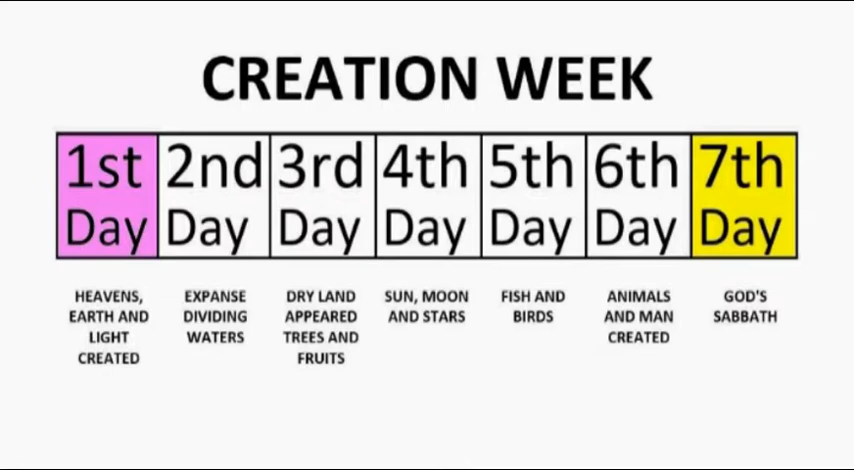 CREATION WEEK
1st Day
2nd Day
3rd Day
4th Day
5th Day
6th Day
7th Day
HEAVENS,
EARTH AND
LIGHT
CREATED
EXPANSE
DIVIDING
WATERS
DRY LAND
APPEARED
TREES AND
FRUITS
SUN, MOON
AND STARS
FISH AND
BIRDS
ANIMALS
AND MAN
CREATED
GOD'S
SABBATH